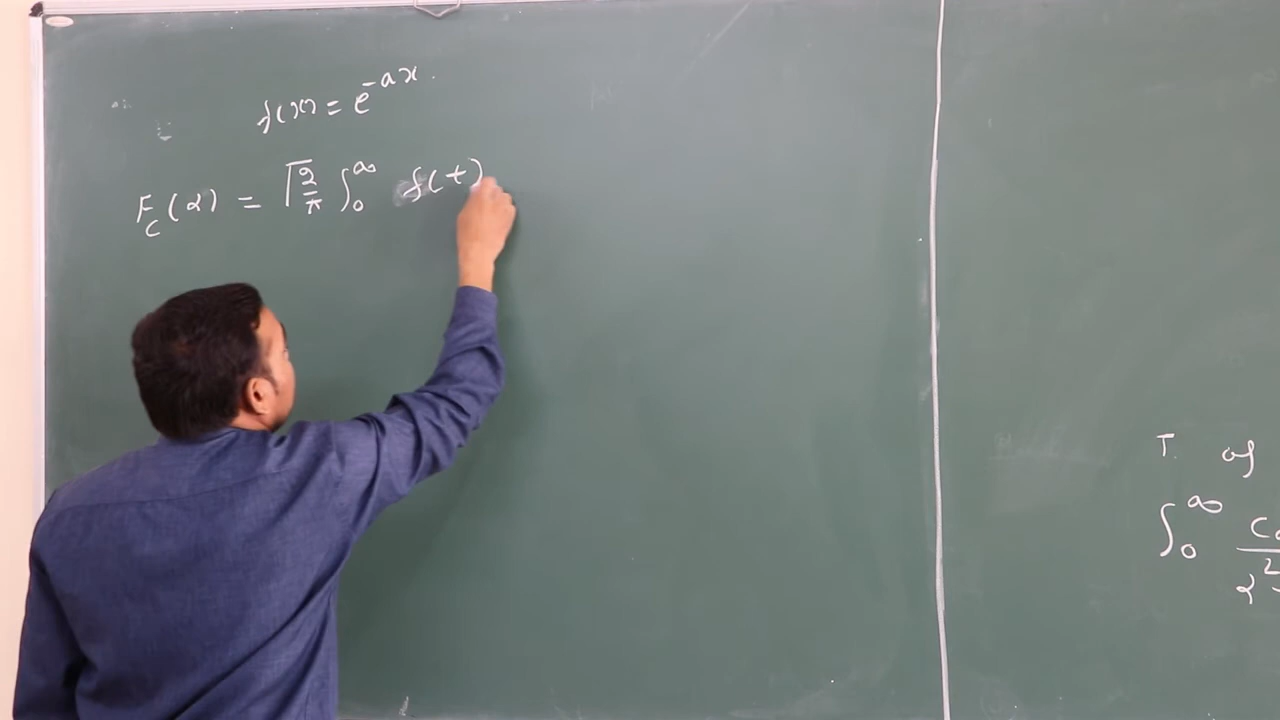 f(x) = e^{-ax}.
F_c(α) = √(2/π) ∫_0^∞ f(t)
T. of
∫_0^∞